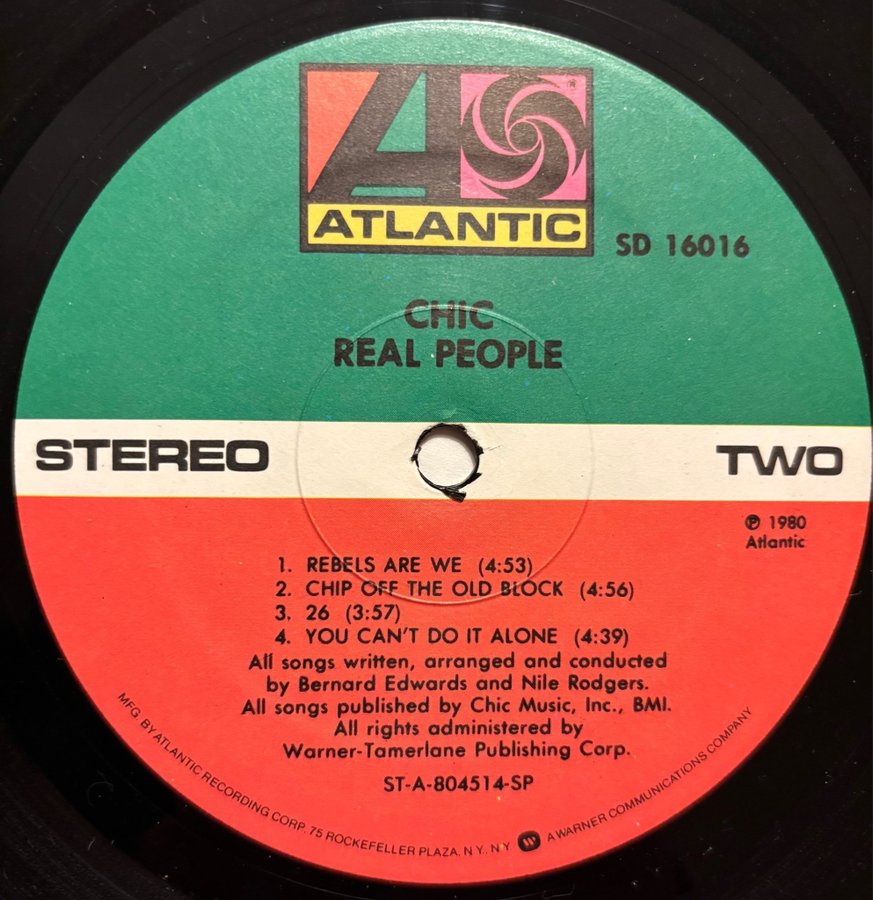 ATLANTIC
SD 16016
CHIC
REAL PEOPLE
STEREO
TWO
℗ 1980
Atlantic
1. REBELS ARE WE (4:53)
2. CHIP OFF THE OLD BLOCK (4:56)
3. 26 (3:57)
4. YOU CAN'T DO IT ALONE (4:39)
All songs written, arranged and conducted
by Bernard Edwards and Nile Rodgers.
All songs published by Chic Music, Inc., BMI.
All rights administered by
Warner-Tamerlane Publishing Corp.
ST-A-804514-SP
MFG. BY ATLANTIC RECORDING CORP. 75 ROCKEFELLER PLAZA. N.Y. N.Y. A WARNER COMMUNICATIONS COMPANY